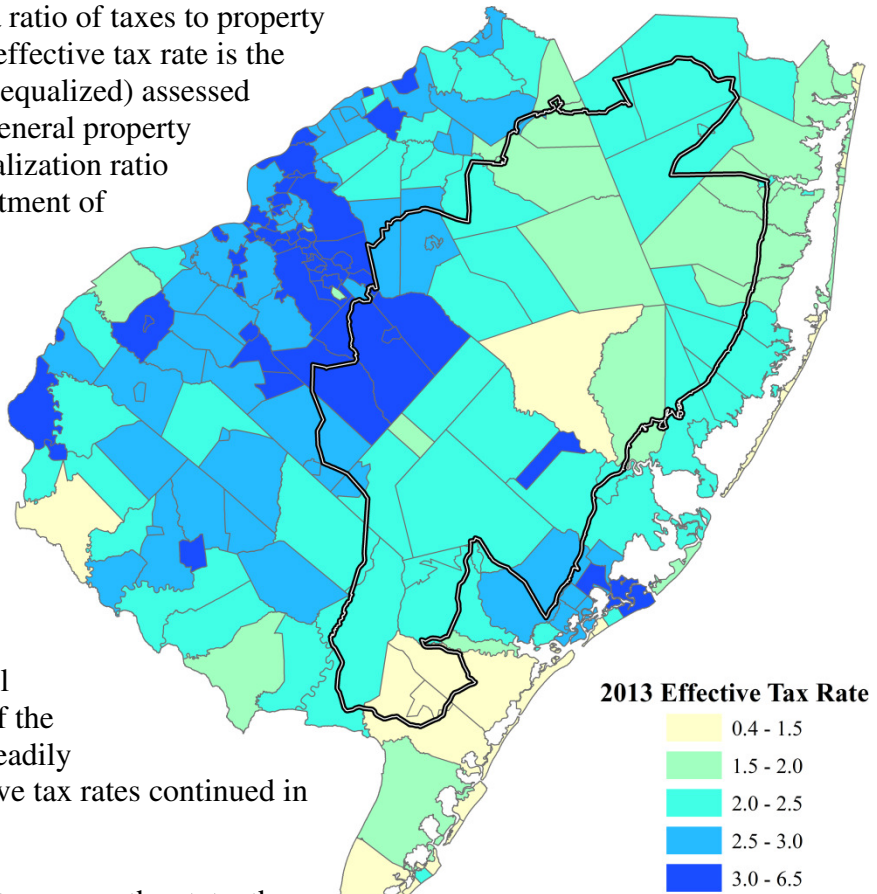 ratio of taxes to property
effective tax rate is the
equalized) assessed
eneral property
alization ratio
tment of
f the
eadily
ve tax rates continued in
2013 Effective Tax Rate
0.4 - 1.5
1.5 - 2.0
2.0 - 2.5
2.5 - 3.0
3.0 - 6.5